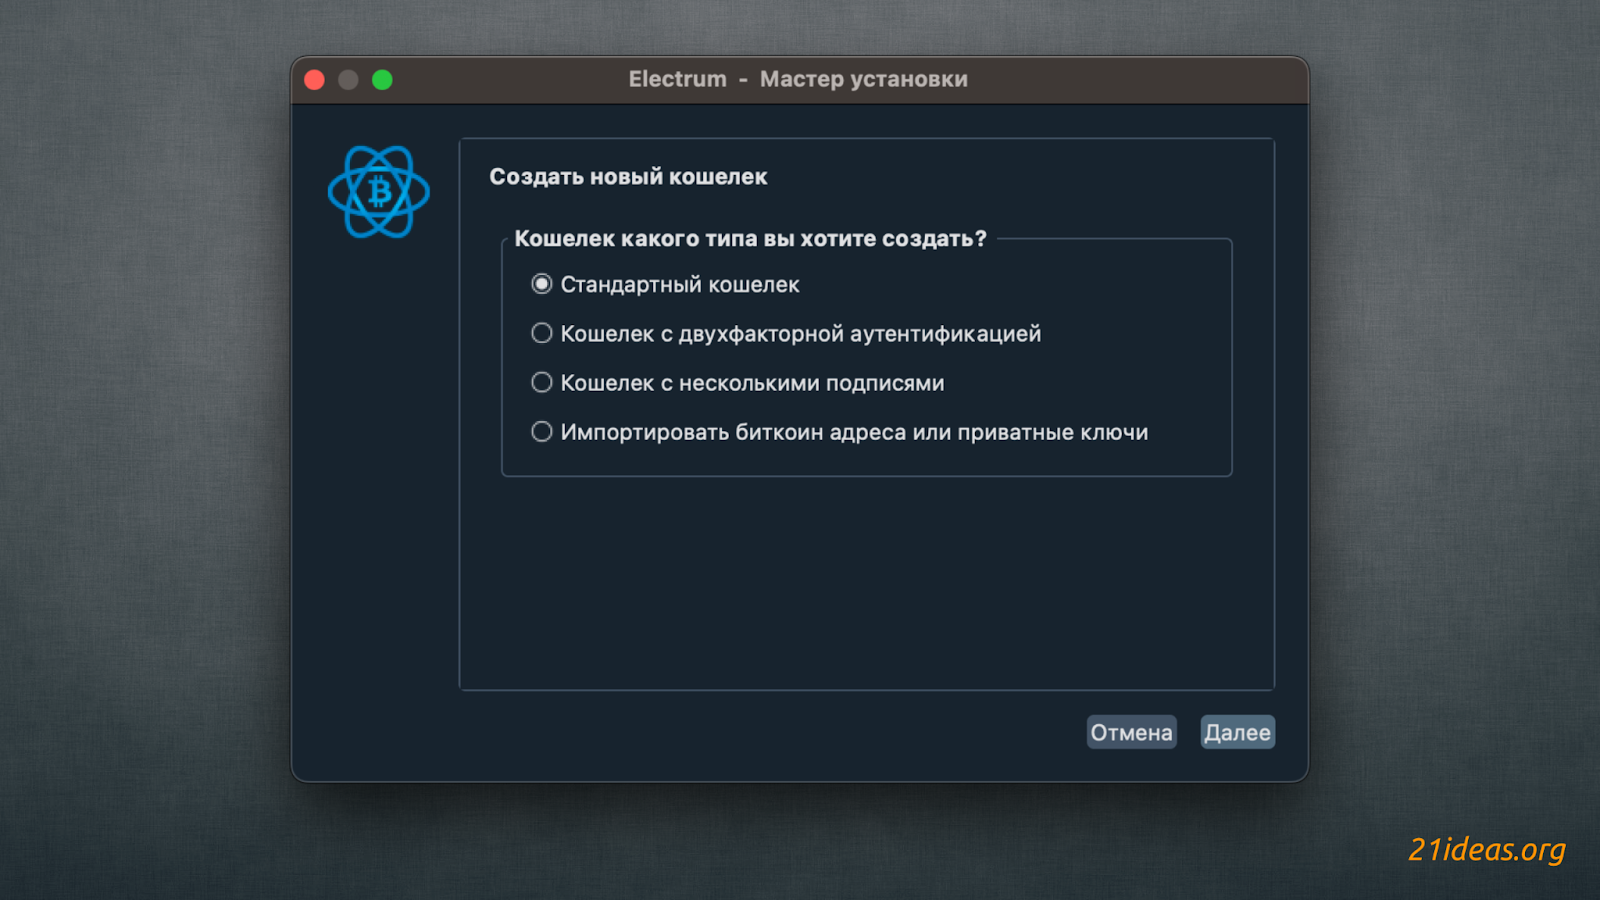 Electrum - Мастер установки
Создать новый кошелек
Кошелек какого типа вы хотите создать?
Стандартный кошелек
Кошелек с двухфакторной аутентификацией
Кошелек с несколькими подписями
Импортировать биткоин адреса или приватные ключи
Отмена Далее
21ideas.org